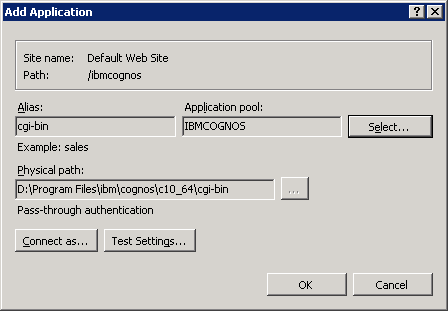 Add Application
Site name: Default Web Site
Path: /ibmcognos
Alias: Application pool:
cgi-bin IBMCOGNOS Select...
Example: sales
Physical path:
D:\Program Files\ibm\cognos\c10_64\cgi-bin ...
Pass-through authentication
Connect as... Test Settings...
OK Cancel